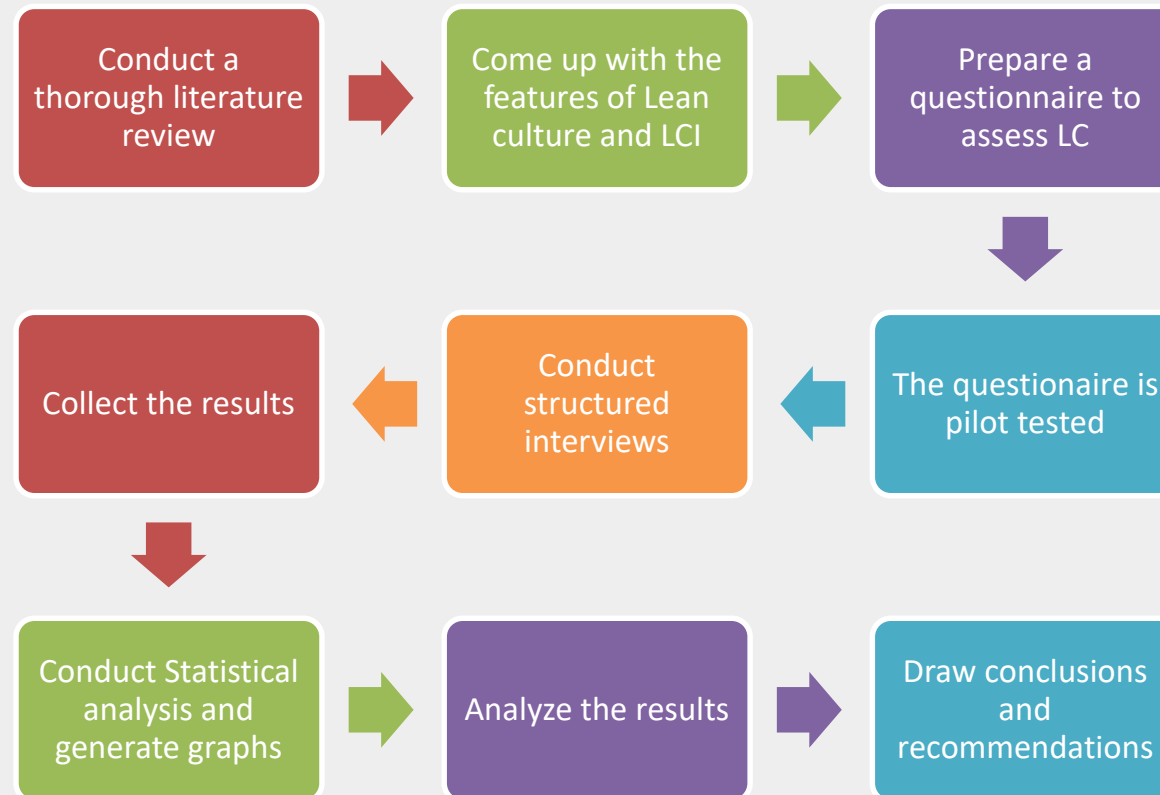 Conduct a
thorough literature
review
Come up with the
features of Lean
culture and LCI
Prepare a
questionnaire to
assess LC
The questionaire is
pilot tested
Conduct
structured
interviews
Collect the results
Conduct Statistical
analysis and
generate graphs
Analyze the results
Draw conclusions
and
recommendations